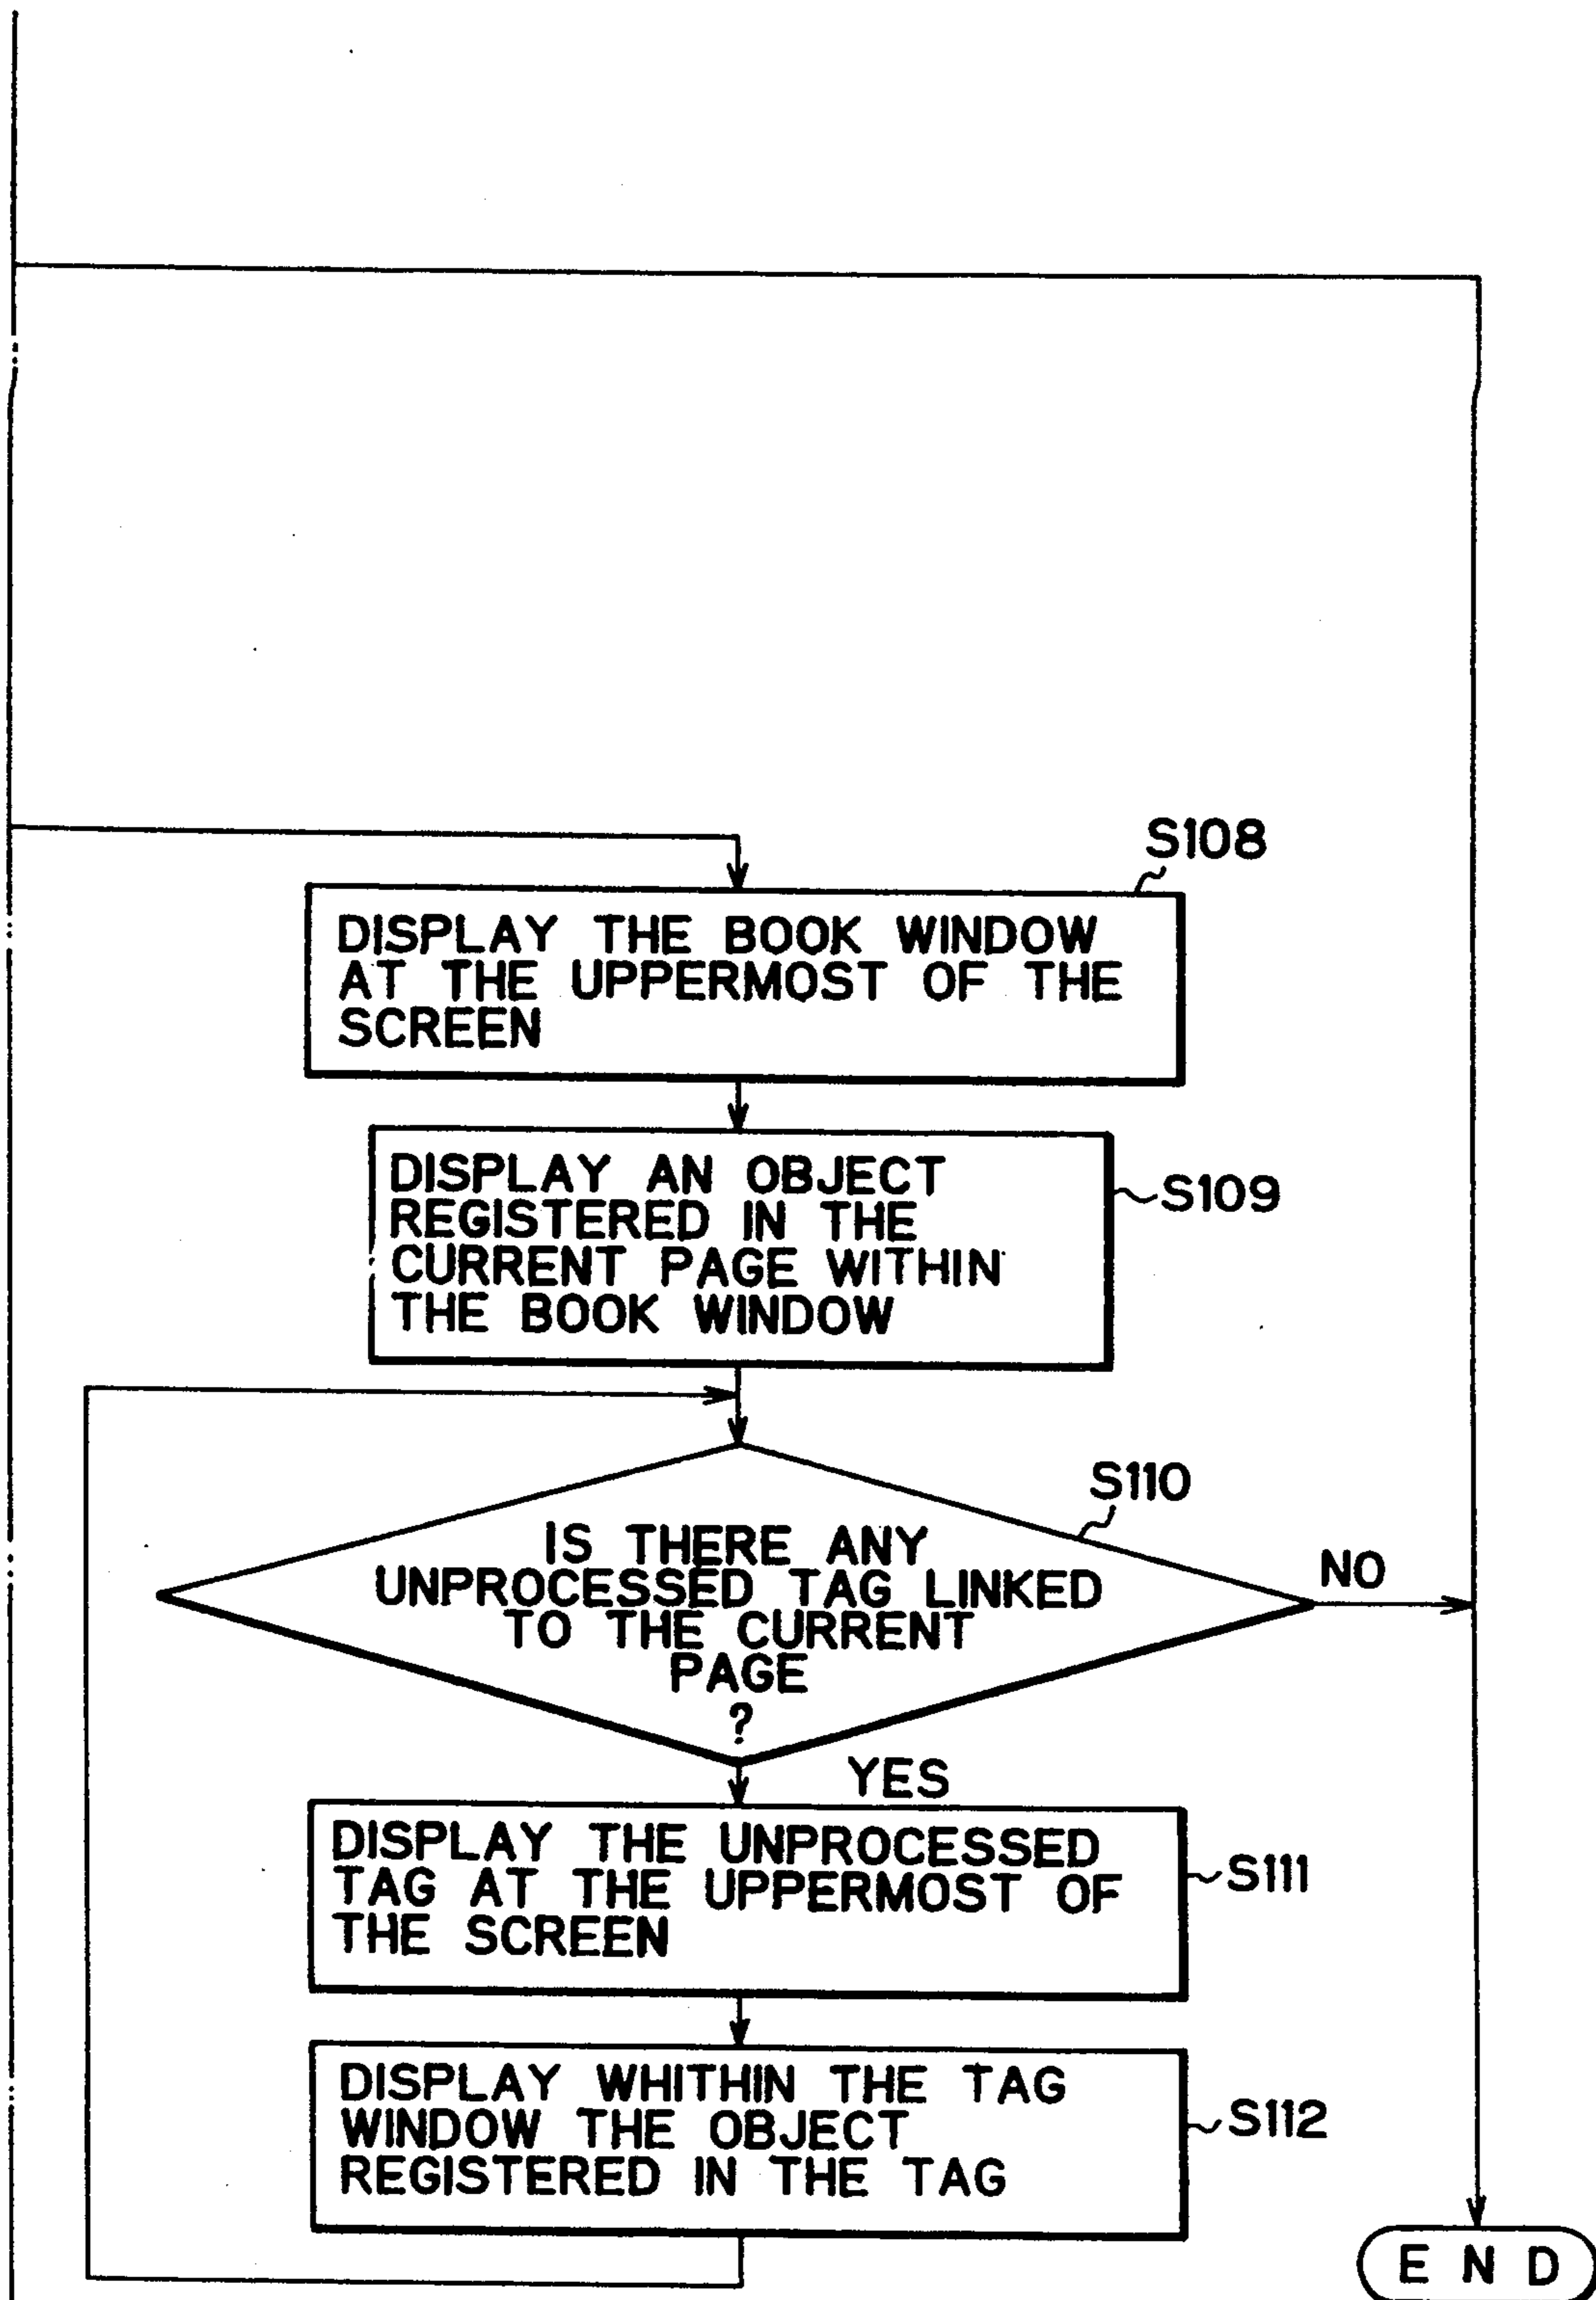 S108
DISPLAY THE BOOK WINDOW
AT THE UPPERMOST OF THE
SCREEN
DISPLAY AN OBJECT
REGISTERED IN THE
CURRENT PAGE WITHIN
THE BOOK WINDOW
S109
S110
IS THERE ANY
UNPROCESSED TAG LINKED
TO THE CURRENT
PAGE
?
NO
YES
DISPLAY THE UNPROCESSED
TAG AT THE UPPERMOST OF
THE SCREEN
S111
DISPLAY WHITHIN THE TAG
WINDOW THE OBJECT
REGISTERED IN THE TAG
S112
END